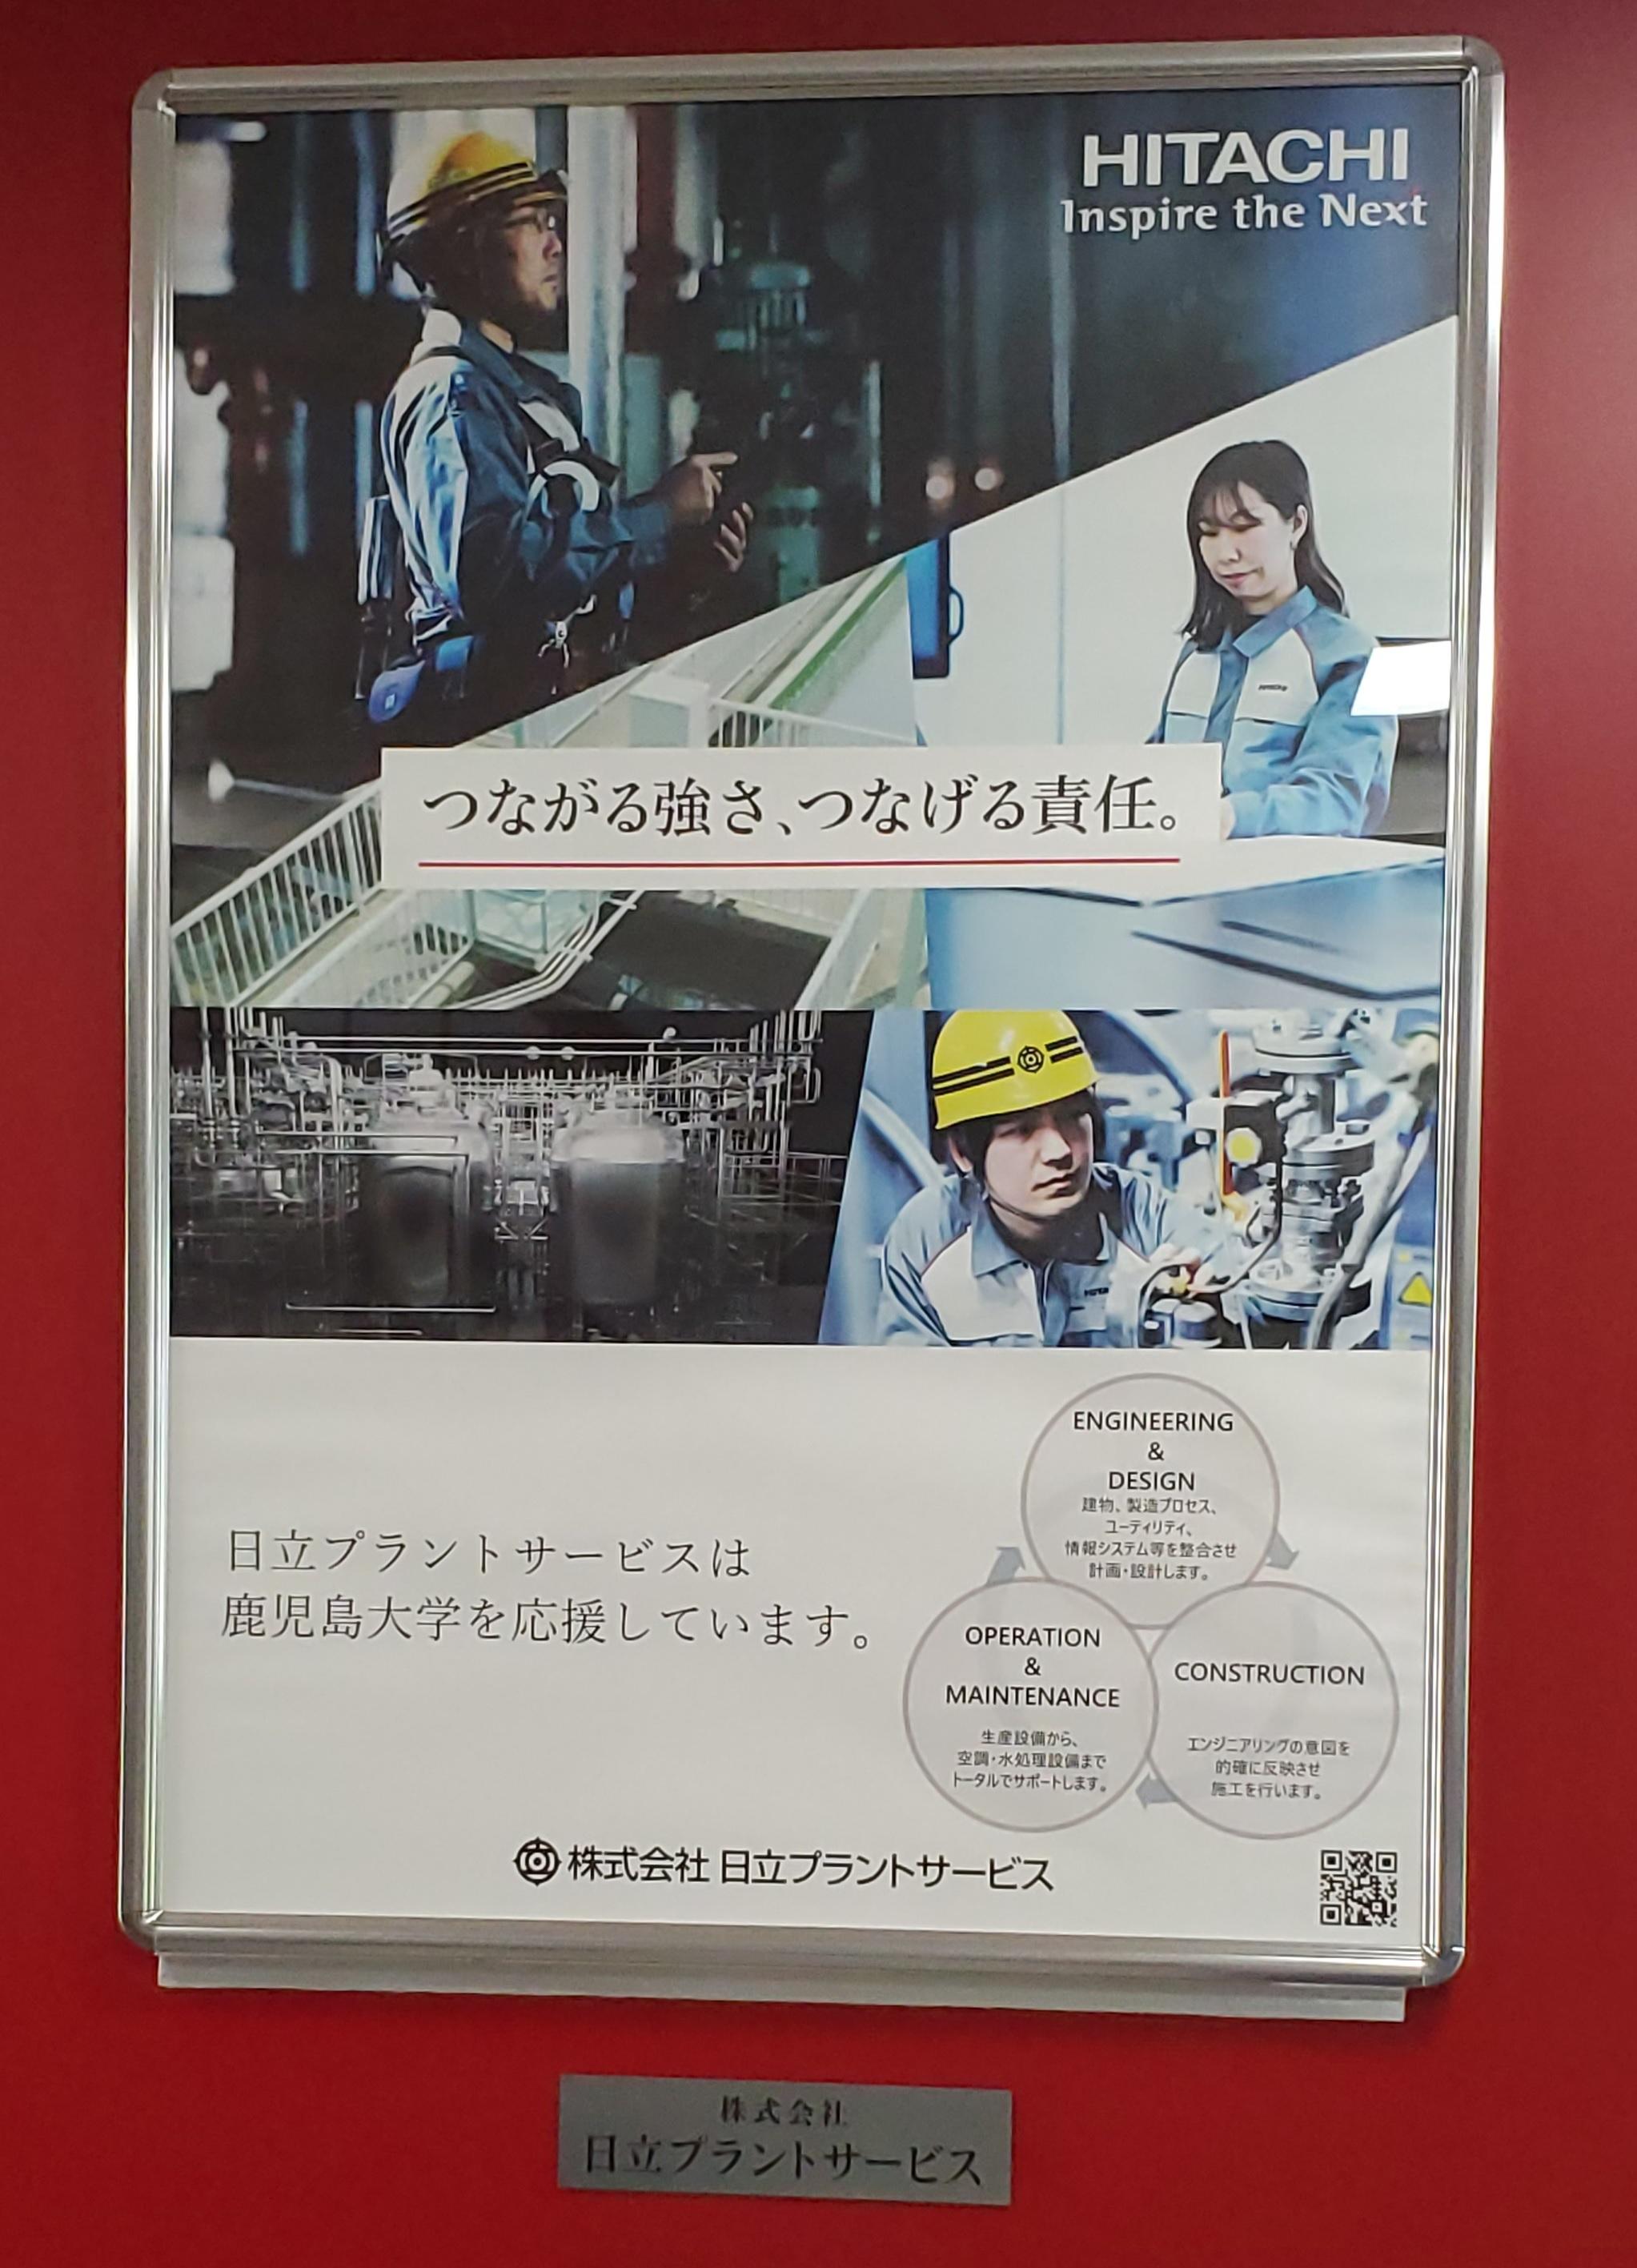 HITACHI
Inspire the Next
つながる強さ、つなげる責任。
ENGINEERING
&
DESIGN
建物、製造プロセス、
ユーティリティ、
情報システム等を整合させ
計画・設計します。
日立プラントサービスは
鹿児島大学を応援しています。
OPERATION
&
MAINTENANCE
生産設備から、
空調・水処理設備まで
トータルでサポートします。
CONSTRUCTION
エンジニアリングの意図を
的確に反映させ
施工を行います。
株式会社 日立プラントサービス
株式会社
日立プラントサービス